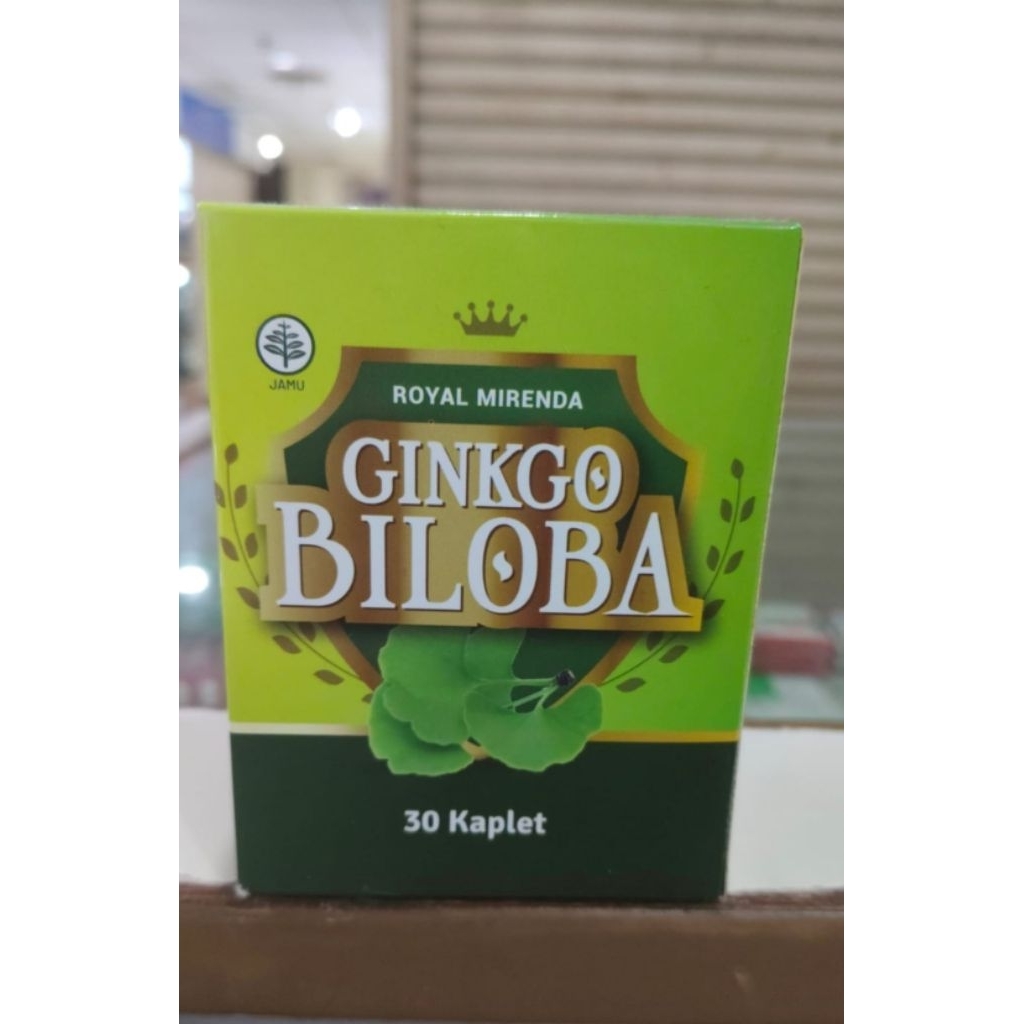 JAMU
ROYAL MIRENDA
GINKGO
BILOBA
30 Kaplet